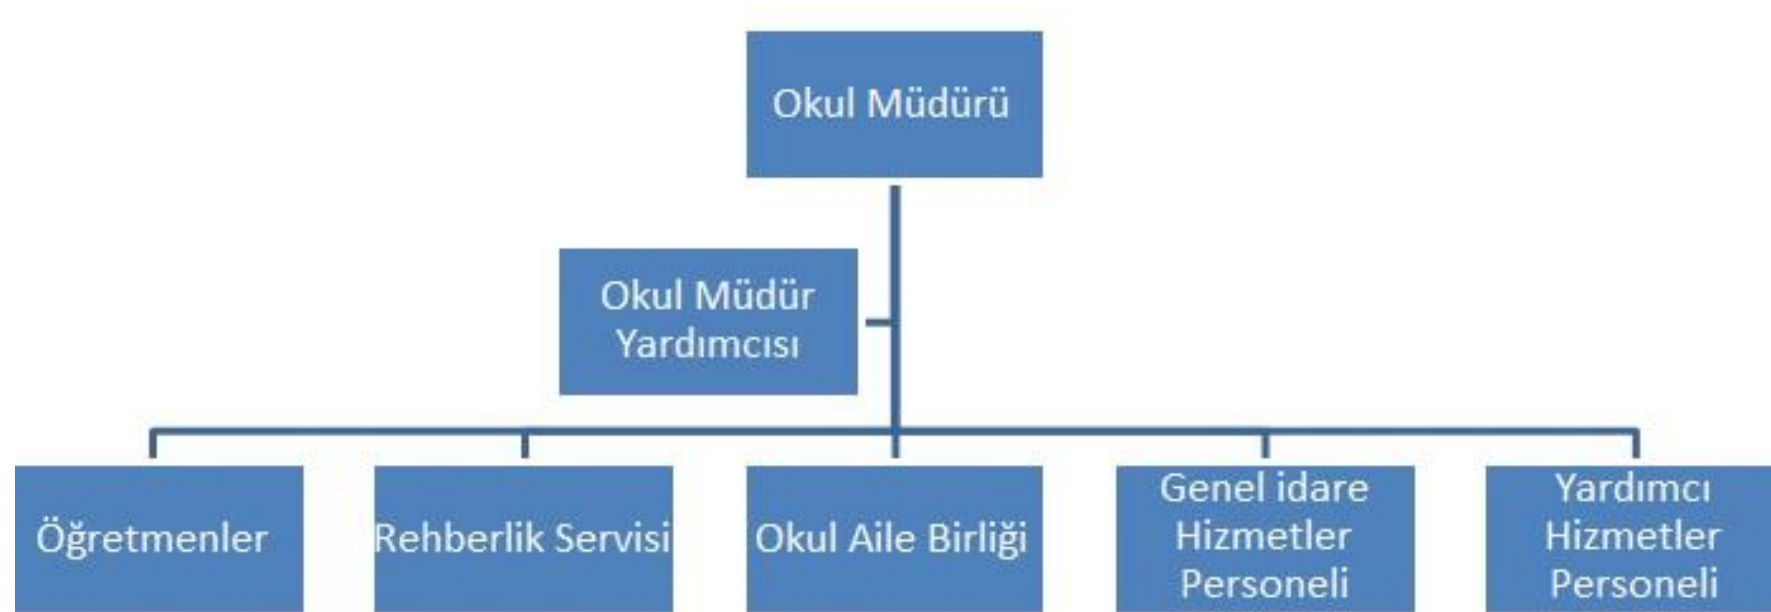 Okul Müdürü
Okul Müdür
Yardımcısı
Öğretmenler
Rehberlik Servisi
Okul Aile Birliği
Genel idare
Hizmetler
Personeli
Yardımcı
Hizmetler
Personeli